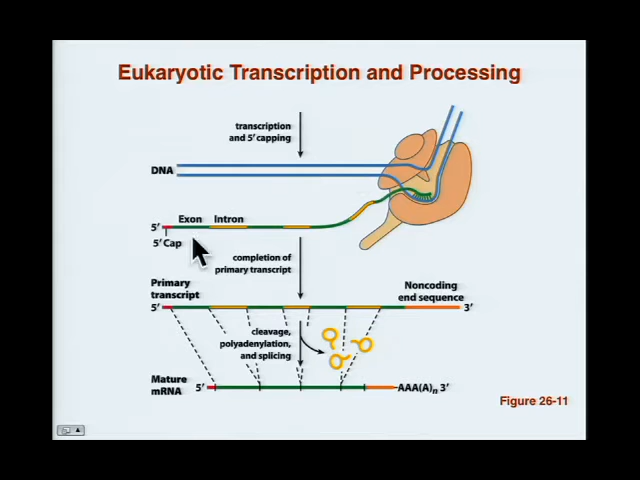 Eukaryotic Transcription and Processing
transcription
and 5' capping
DNA
Exon Intron
5'
5' Cap
completion of
primary transcript
Primary
transcript
Noncoding
end sequence
5' 3'
cleavage,
polyadenylation,
and splicing
Mature
mRNA
5' AAA(A)n 3'
Figure 26-11